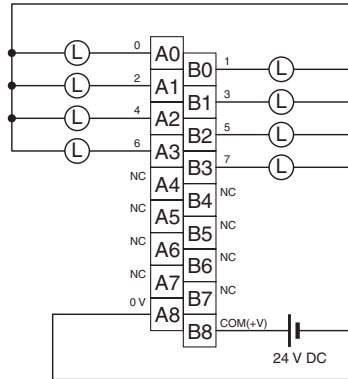 0 A0
L
B0 1
L
2 A1
L
B1 3
L
4 A2
L
B2 5
L
6 A3
L
B3 7
L
NC A4
B4 NC
NC A5
B5 NC
NC A6
B6 NC
NC A7
B7 NC
0 V A8
B8 COM(+V)
24 V DC